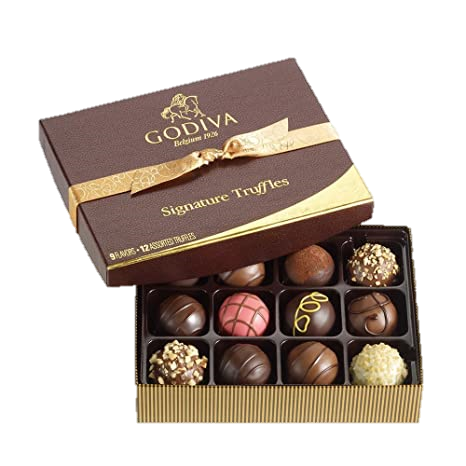 GODIVA
Belgium 1926
Signature Truffles
9 FLAVORS • 12 ASSORTED TRUFFLES